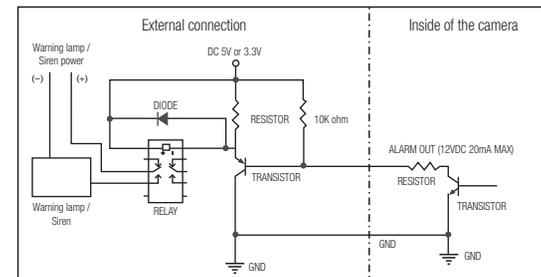 External connection
Inside of the camera
Warning lamp /
Siren power
(−)
(+)
DC 5V or 3.3V
DIODE
RESISTOR
10K ohm
ALARM OUT (12VDC 20mA MAX)
RESISTOR
TRANSISTOR
TRANSISTOR
RELAY
Warning lamp /
Siren
GND
GND
GND